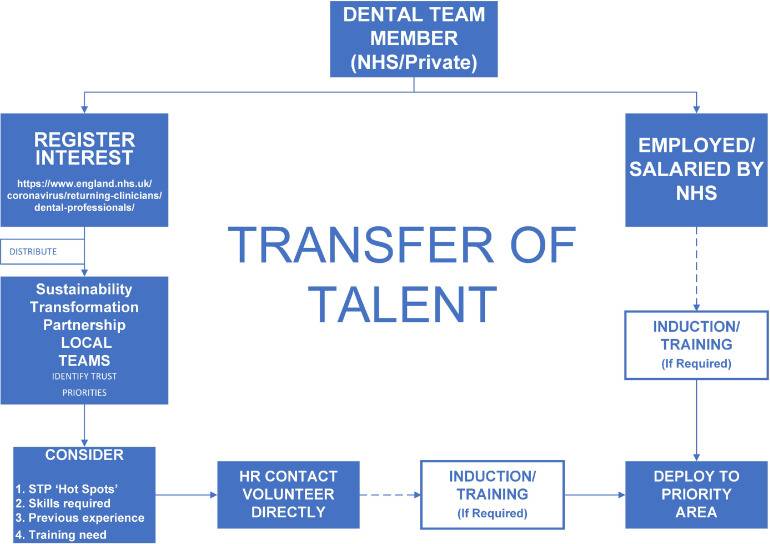 DENTAL TEAM
MEMBER
(NHS/Private)
REGISTER
INTEREST
https://www.england.nhs.uk/
coronavirus/returning-clinicians/
dental-professionals/
EMPLOYED/
SALARIED BY
NHS
DISTRIBUTE
TRANSFER OF
TALENT
Sustainability
Transformation
Partnership
LOCAL
TEAMS
IDENTIFY TRUST
PRIORITIES
INDUCTION/
TRAINING
(If Required)
CONSIDER
1. STP ‘Hot Spots’
2. Skills required
3. Previous experience
4. Training need
HR CONTACT
VOLUNTEER
DIRECTLY
INDUCTION/
TRAINING
(If Required)
DEPLOY TO
PRIORITY
AREA